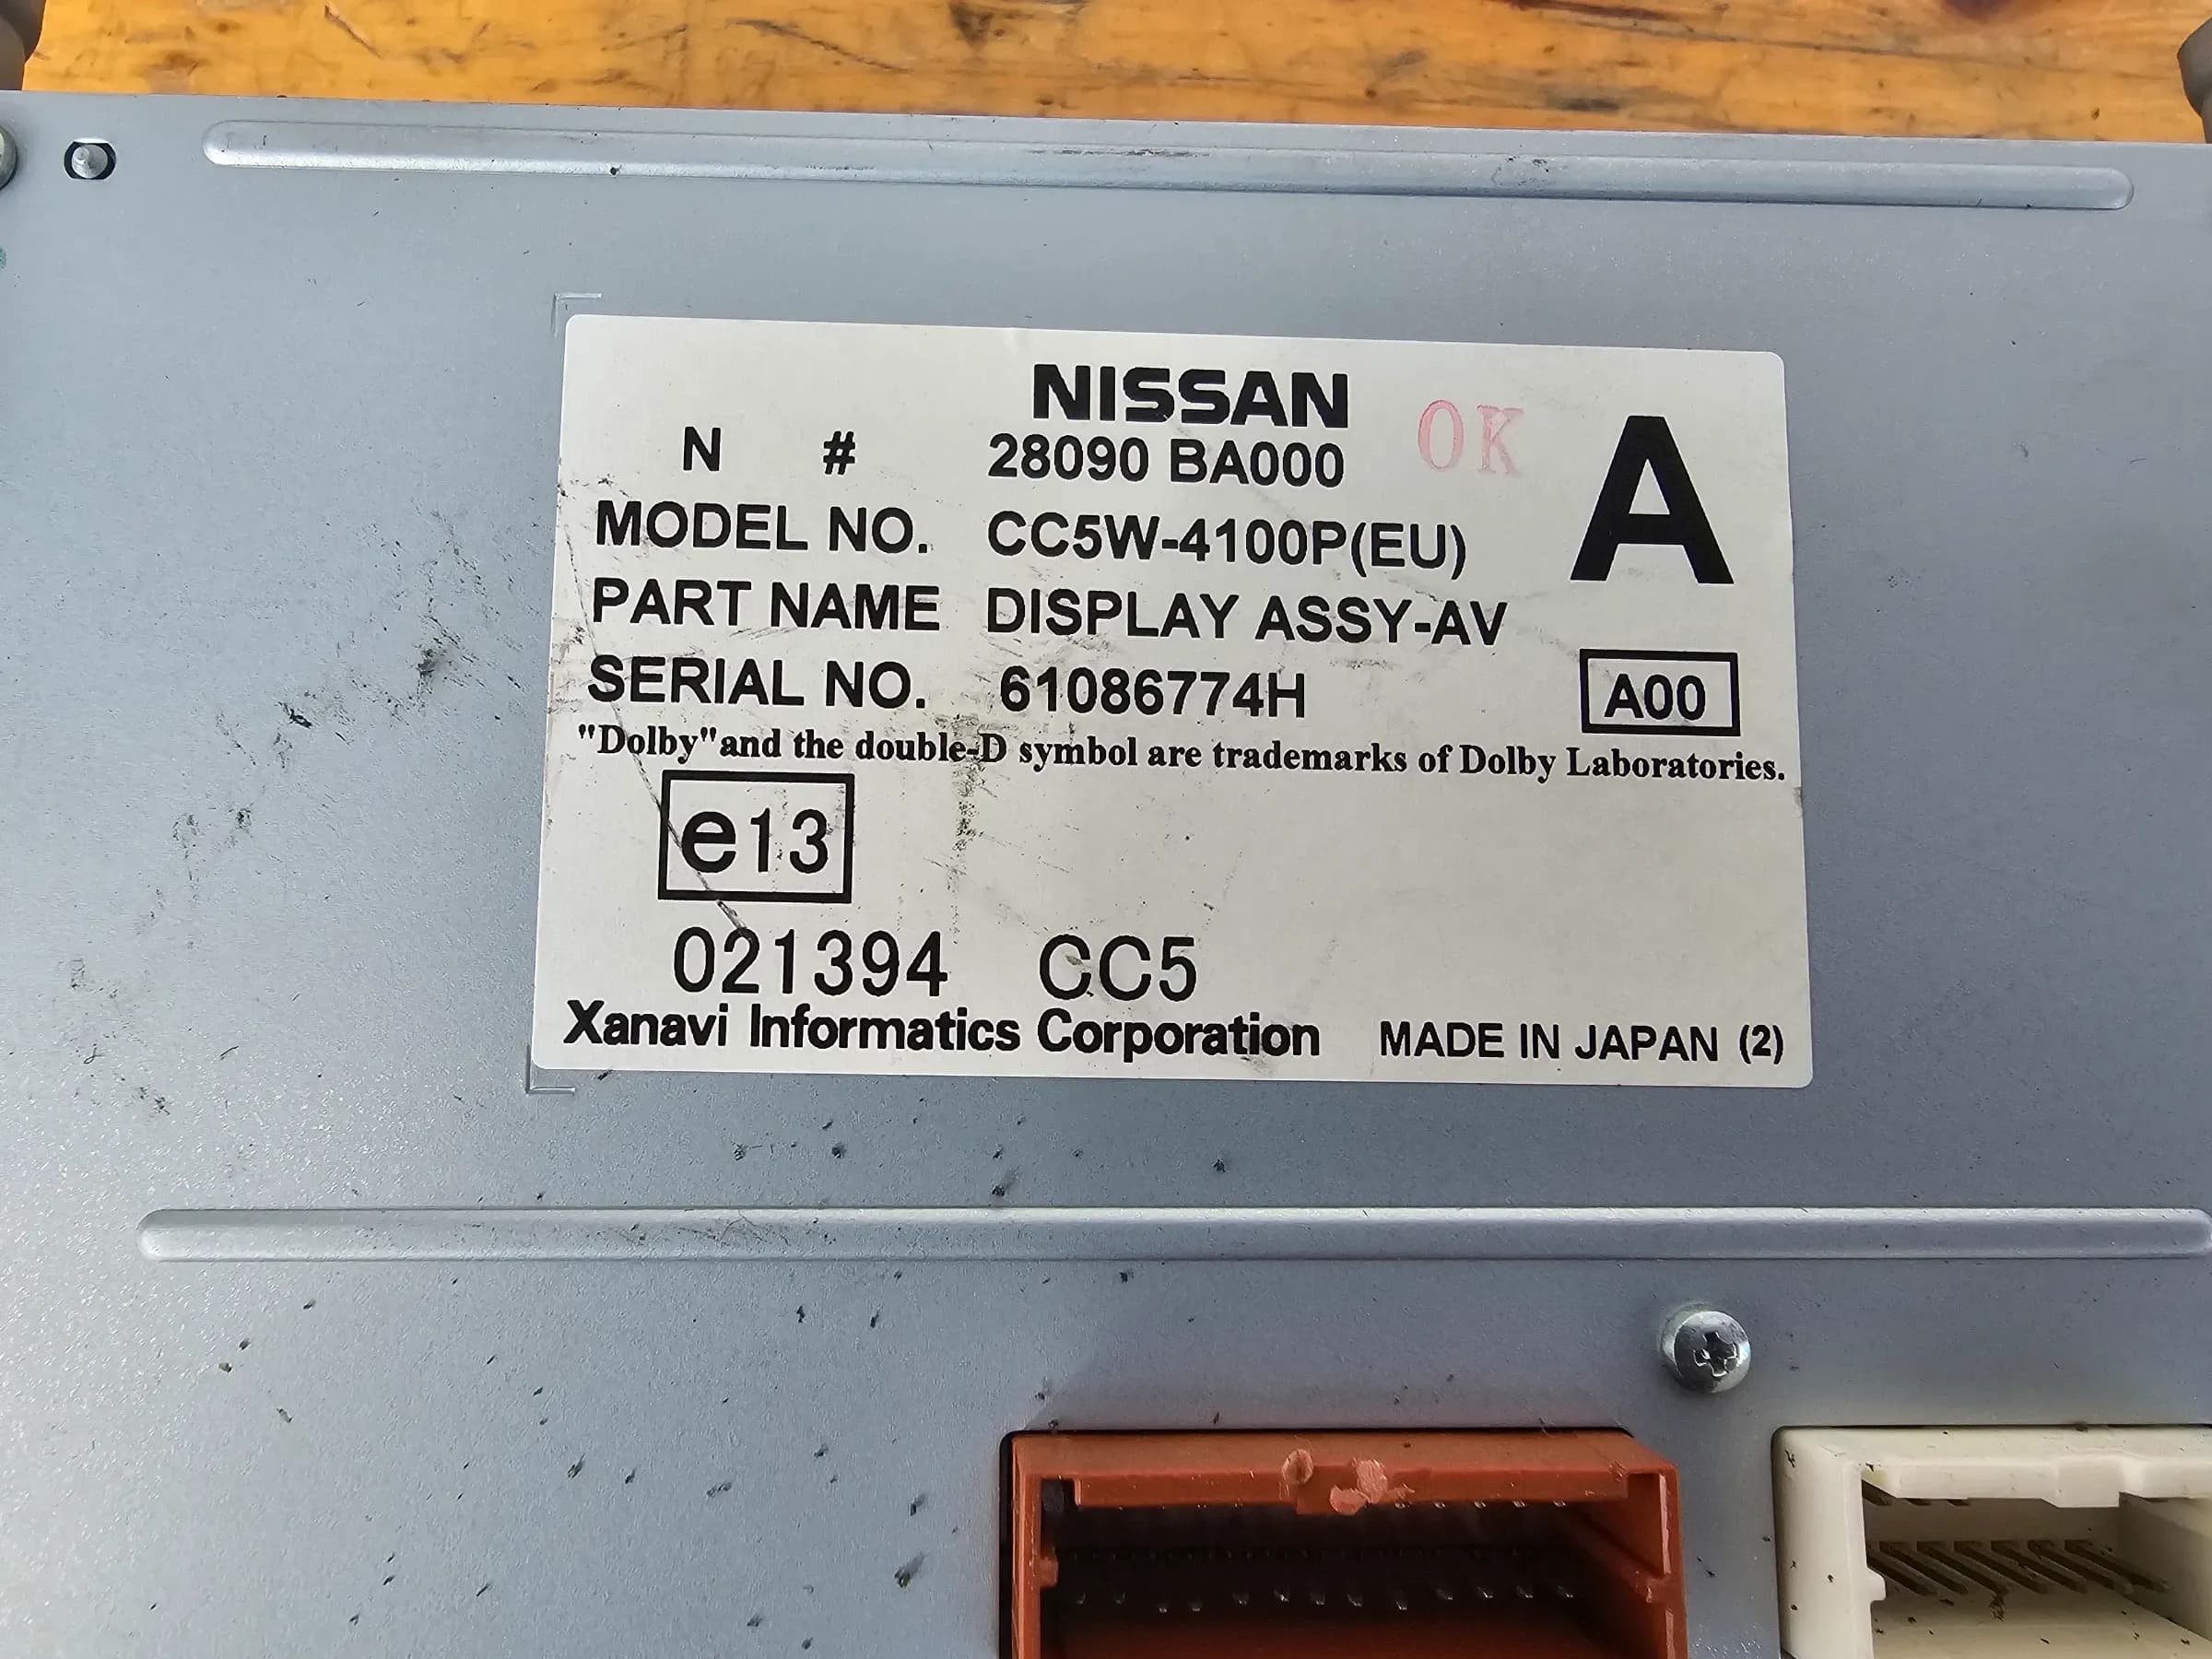 NISSAN
OK
A
N # 28090 BA000
MODEL NO. CC5W-4100P(EU)
PART NAME DISPLAY ASSY-AV
SERIAL NO. 61086774H
A00
"Dolby"and the double-D symbol are trademarks of Dolby Laboratories.
e13
021394 CC5
Xanavi Informatics Corporation MADE IN JAPAN (2)